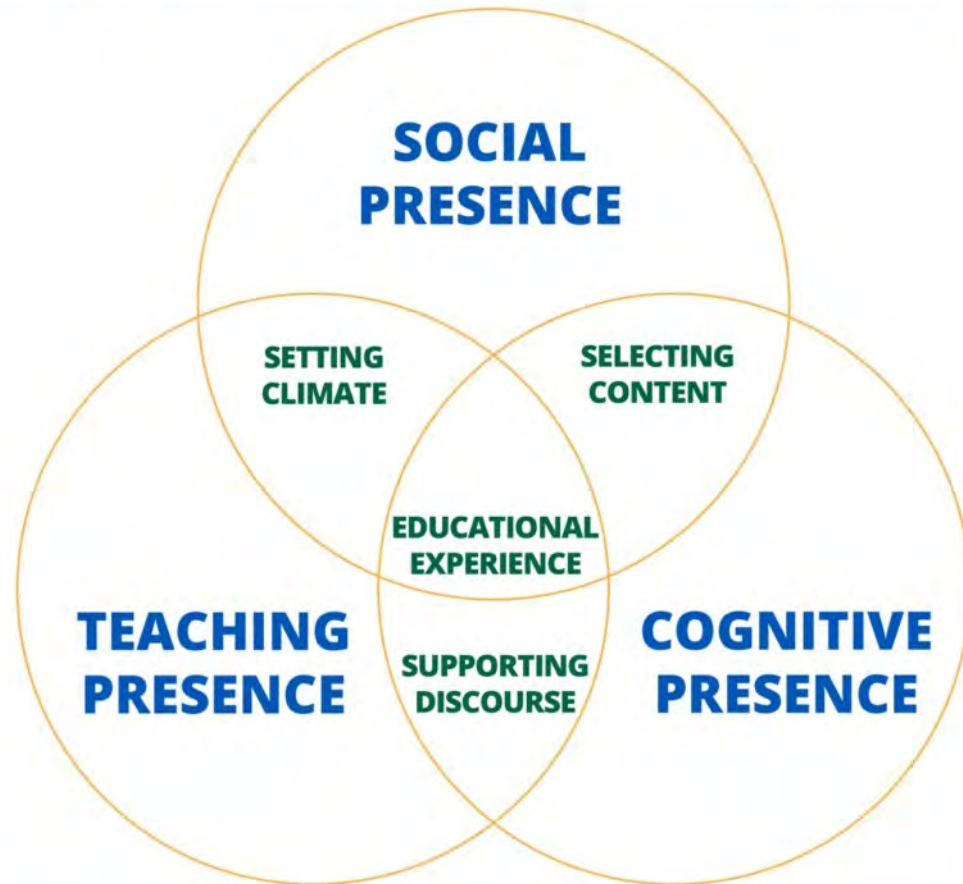 SOCIAL
PRESENCE
SETTING
CLIMATE
SELECTING
CONTENT
EDUCATIONAL
EXPERIENCE
TEACHING
PRESENCE
COGNITIVE
PRESENCE
SUPPORTING
DISCOURSE